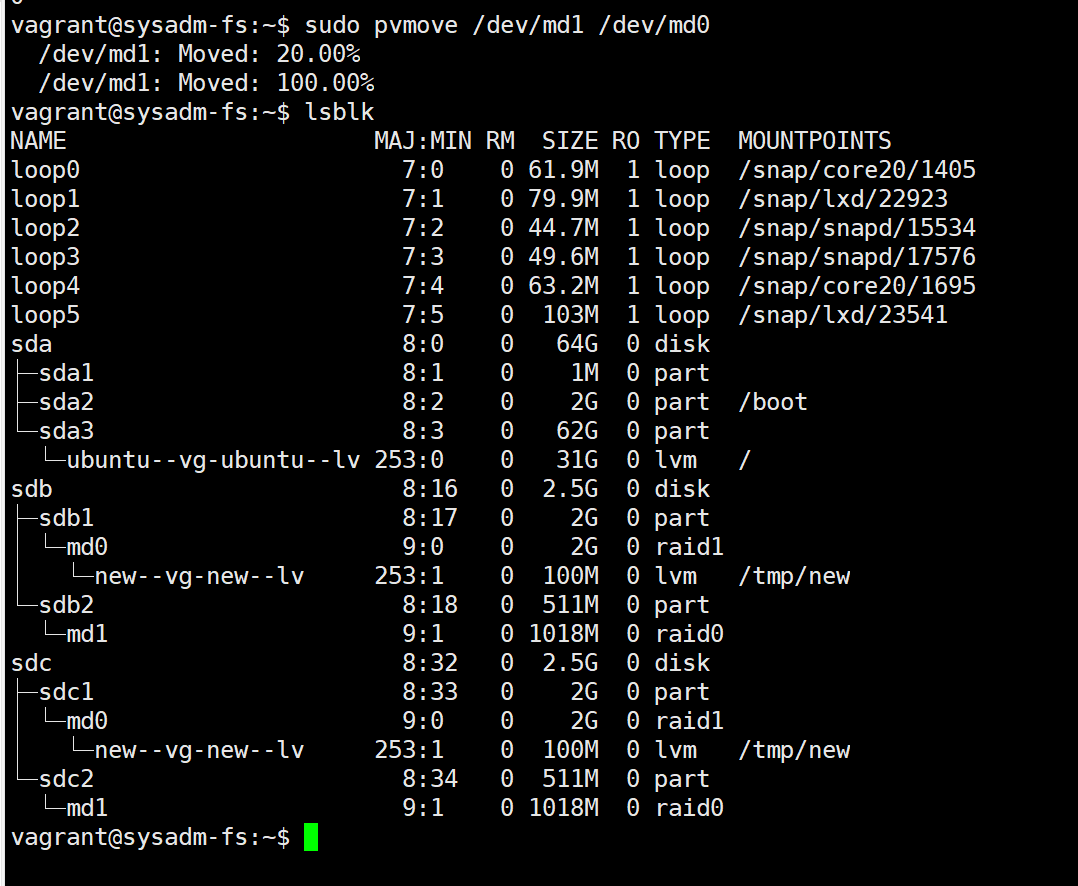 vagrant@sysadm-fs:~$ sudo pvmove /dev/md1 /dev/md0
  /dev/md1: Moved: 20.00%
  /dev/md1: Moved: 100.00%
vagrant@sysadm-fs:~$ lsblk
NAME                      MAJ:MIN RM  SIZE RO TYPE  MOUNTPOINTS
loop0                       7:0    0 61.9M  1 loop  /snap/core20/1405
loop1                       7:1    0 79.9M  1 loop  /snap/lxd/22923
loop2                       7:2    0 44.7M  1 loop  /snap/snapd/15534
loop3                       7:3    0 49.6M  1 loop  /snap/snapd/17576
loop4                       7:4    0 63.2M  1 loop  /snap/core20/1695
loop5                       7:5    0  103M  1 loop  /snap/lxd/23541
sda                         8:0    0   64G  0 disk
├─sda1                      8:1    0    1M  0 part
├─sda2                      8:2    0    2G  0 part  /boot
└─sda3                      8:3    0   62G  0 part
  └─ubuntu--vg-ubuntu--lv 253:0    0   31G  0 lvm   /
sdb                         8:16   0  2.5G  0 disk
├─sdb1                      8:17   0    2G  0 part
│ └─md0                     9:0    0    2G  0 raid1
│   └─new--vg-new--lv     253:1    0  100M  0 lvm   /tmp/new
└─sdb2                      8:18   0  511M  0 part
  └─md1                     9:1    0 1018M  0 raid0
sdc                         8:32   0  2.5G  0 disk
├─sdc1                      8:33   0    2G  0 part
│ └─md0                     9:0    0    2G  0 raid1
│   └─new--vg-new--lv     253:1    0  100M  0 lvm   /tmp/new
└─sdc2                      8:34   0  511M  0 part
  └─md1                     9:1    0 1018M  0 raid0
vagrant@sysadm-fs:~$